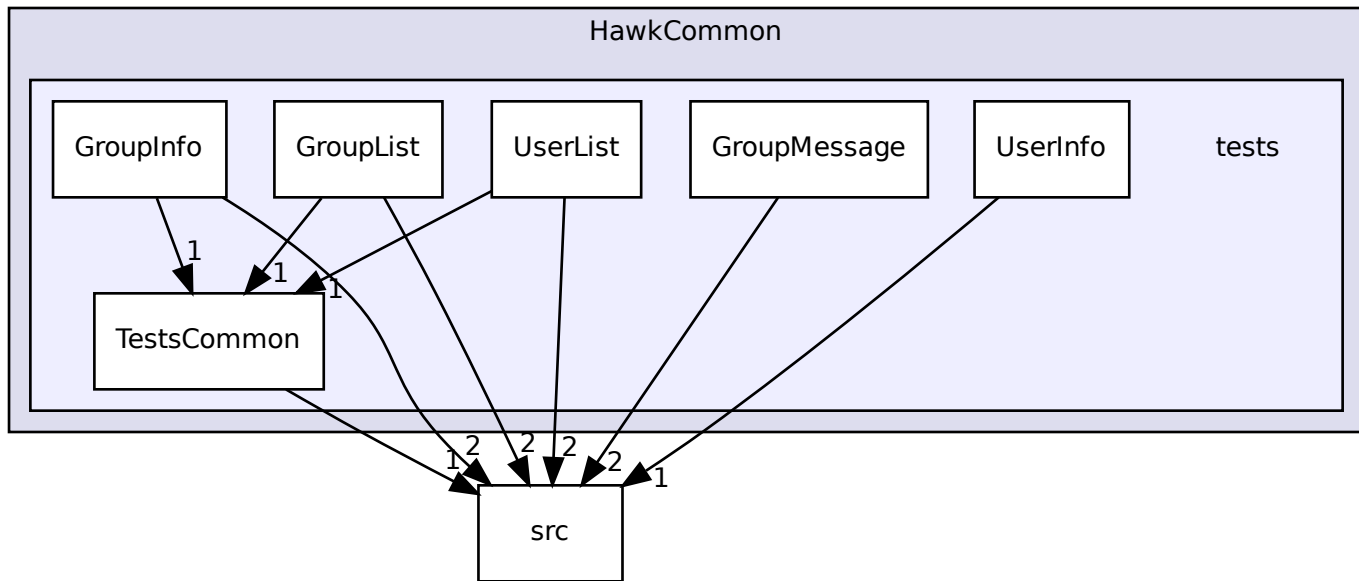 HawkCommon
GroupInfo
GroupList
UserList
GroupMessage
UserInfo
tests
1
1
1
TestsCommon
1
2
2
2
2
1
src